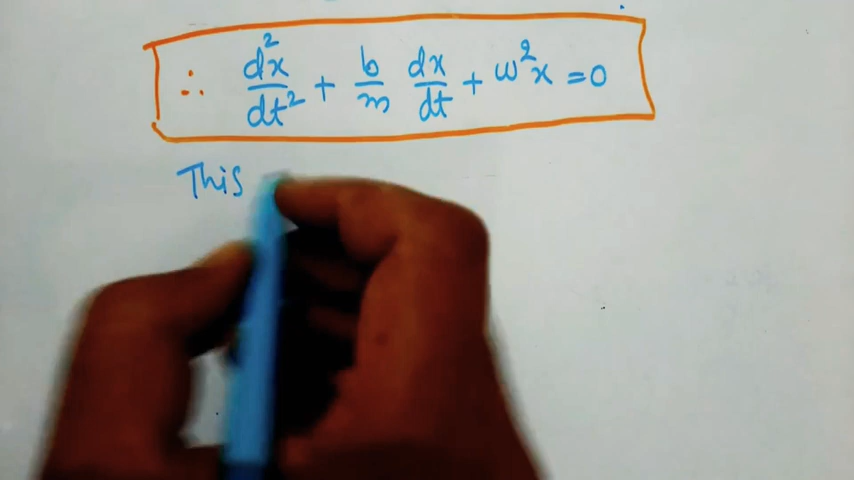 ∴ d²x/dt² + b/m dx/dt + ω²x = 0
This